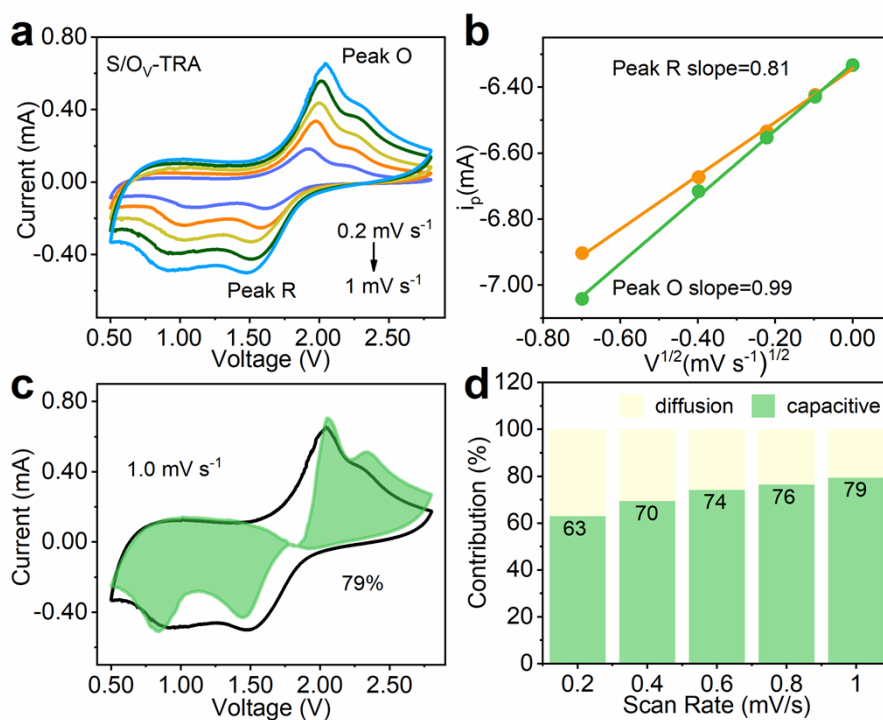 a
0.80
0.40
0.00
-0.40
Current (mA)
S/OV-TRA
Peak O
Peak R
0.2 mV s-1
1 mV s-1
0.50 1.00 1.50 2.00 2.50
Voltage (V)
b
-6.40
-6.60
-6.80
-7.00
ip(mA)
Peak R slope=0.81
Peak O slope=0.99
-0.80 -0.60 -0.40 -0.20 0.00
V1/2(mV s-1)1/2
c
0.80
0.40
0.00
-0.40
Current (mA)
1.0 mV s-1
79%
0.50 1.00 1.50 2.00 2.50
Voltage (V)
d
120
100
80
60
40
20
0
Contribution (%)
diffusion capacitive
63 70 74 76 79
0.2 0.4 0.6 0.8 1
Scan Rate (mV/s)